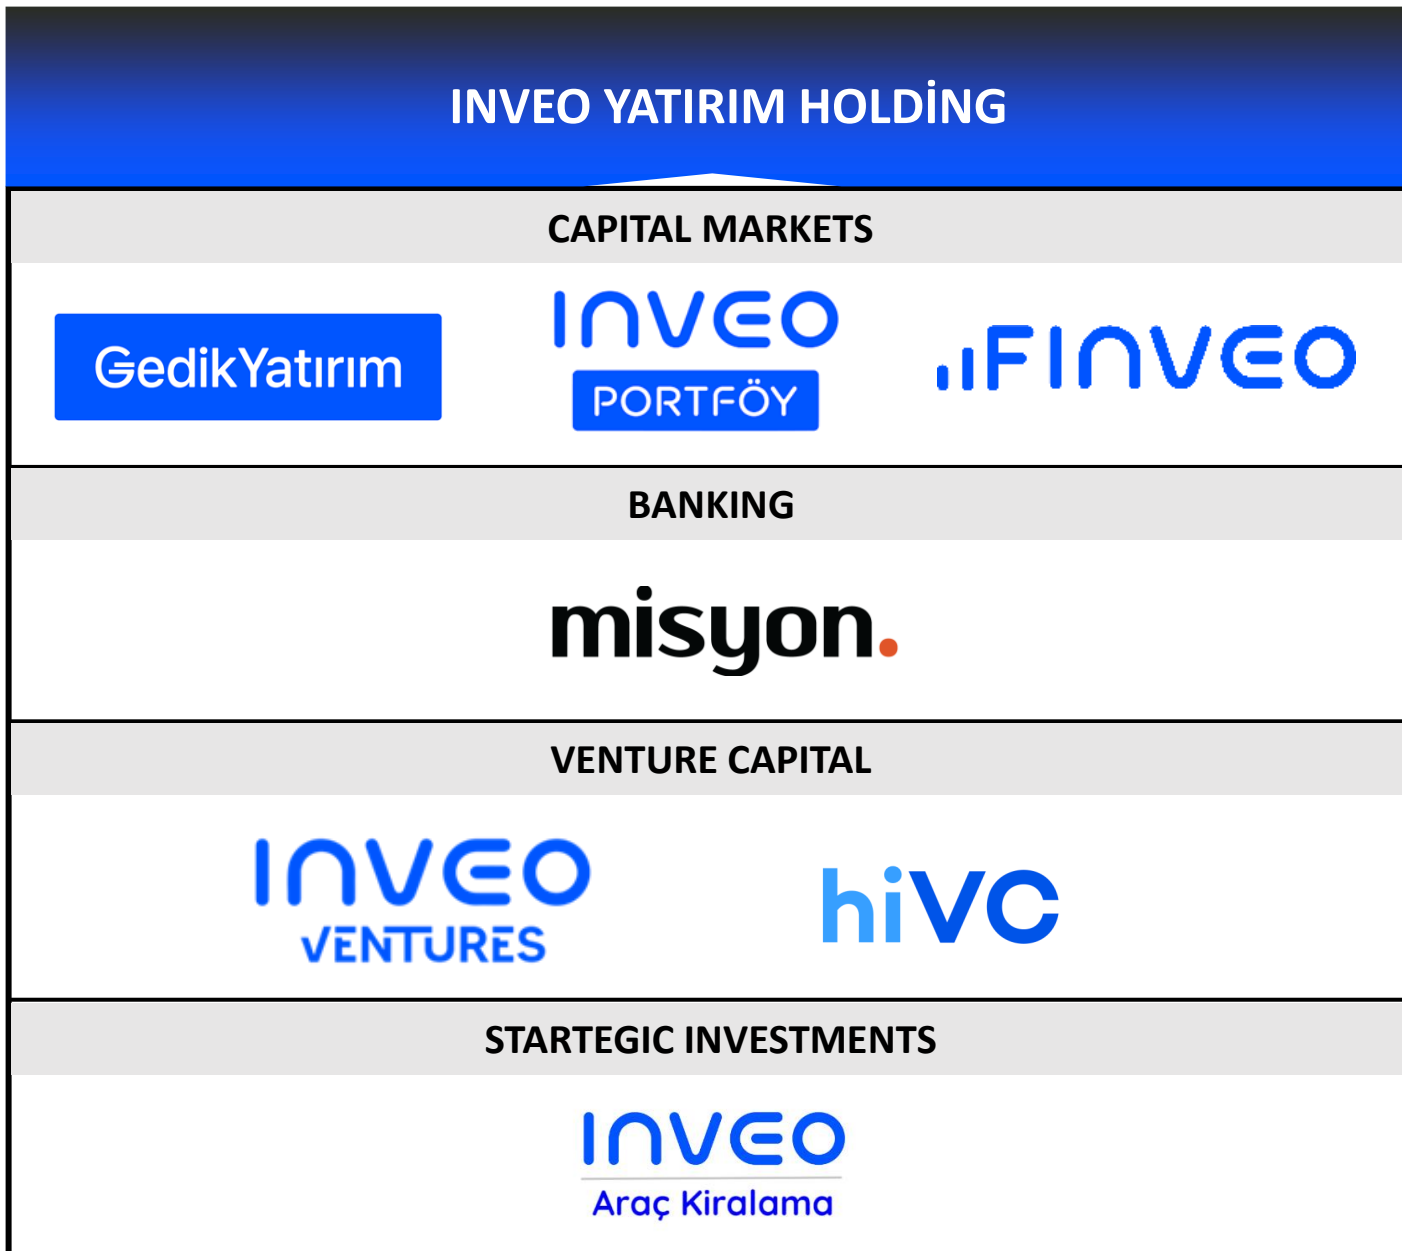 INVEO YATIRIM HOLDİNG
CAPITAL MARKETS
GedikYatırım
INVEO
PORTFÖY
FINVEO
BANKING
misyon.
VENTURE CAPITAL
INVEO
VENTURES
hiVC
STARTEGIC INVESTMENTS
INVEO
Araç Kiralama